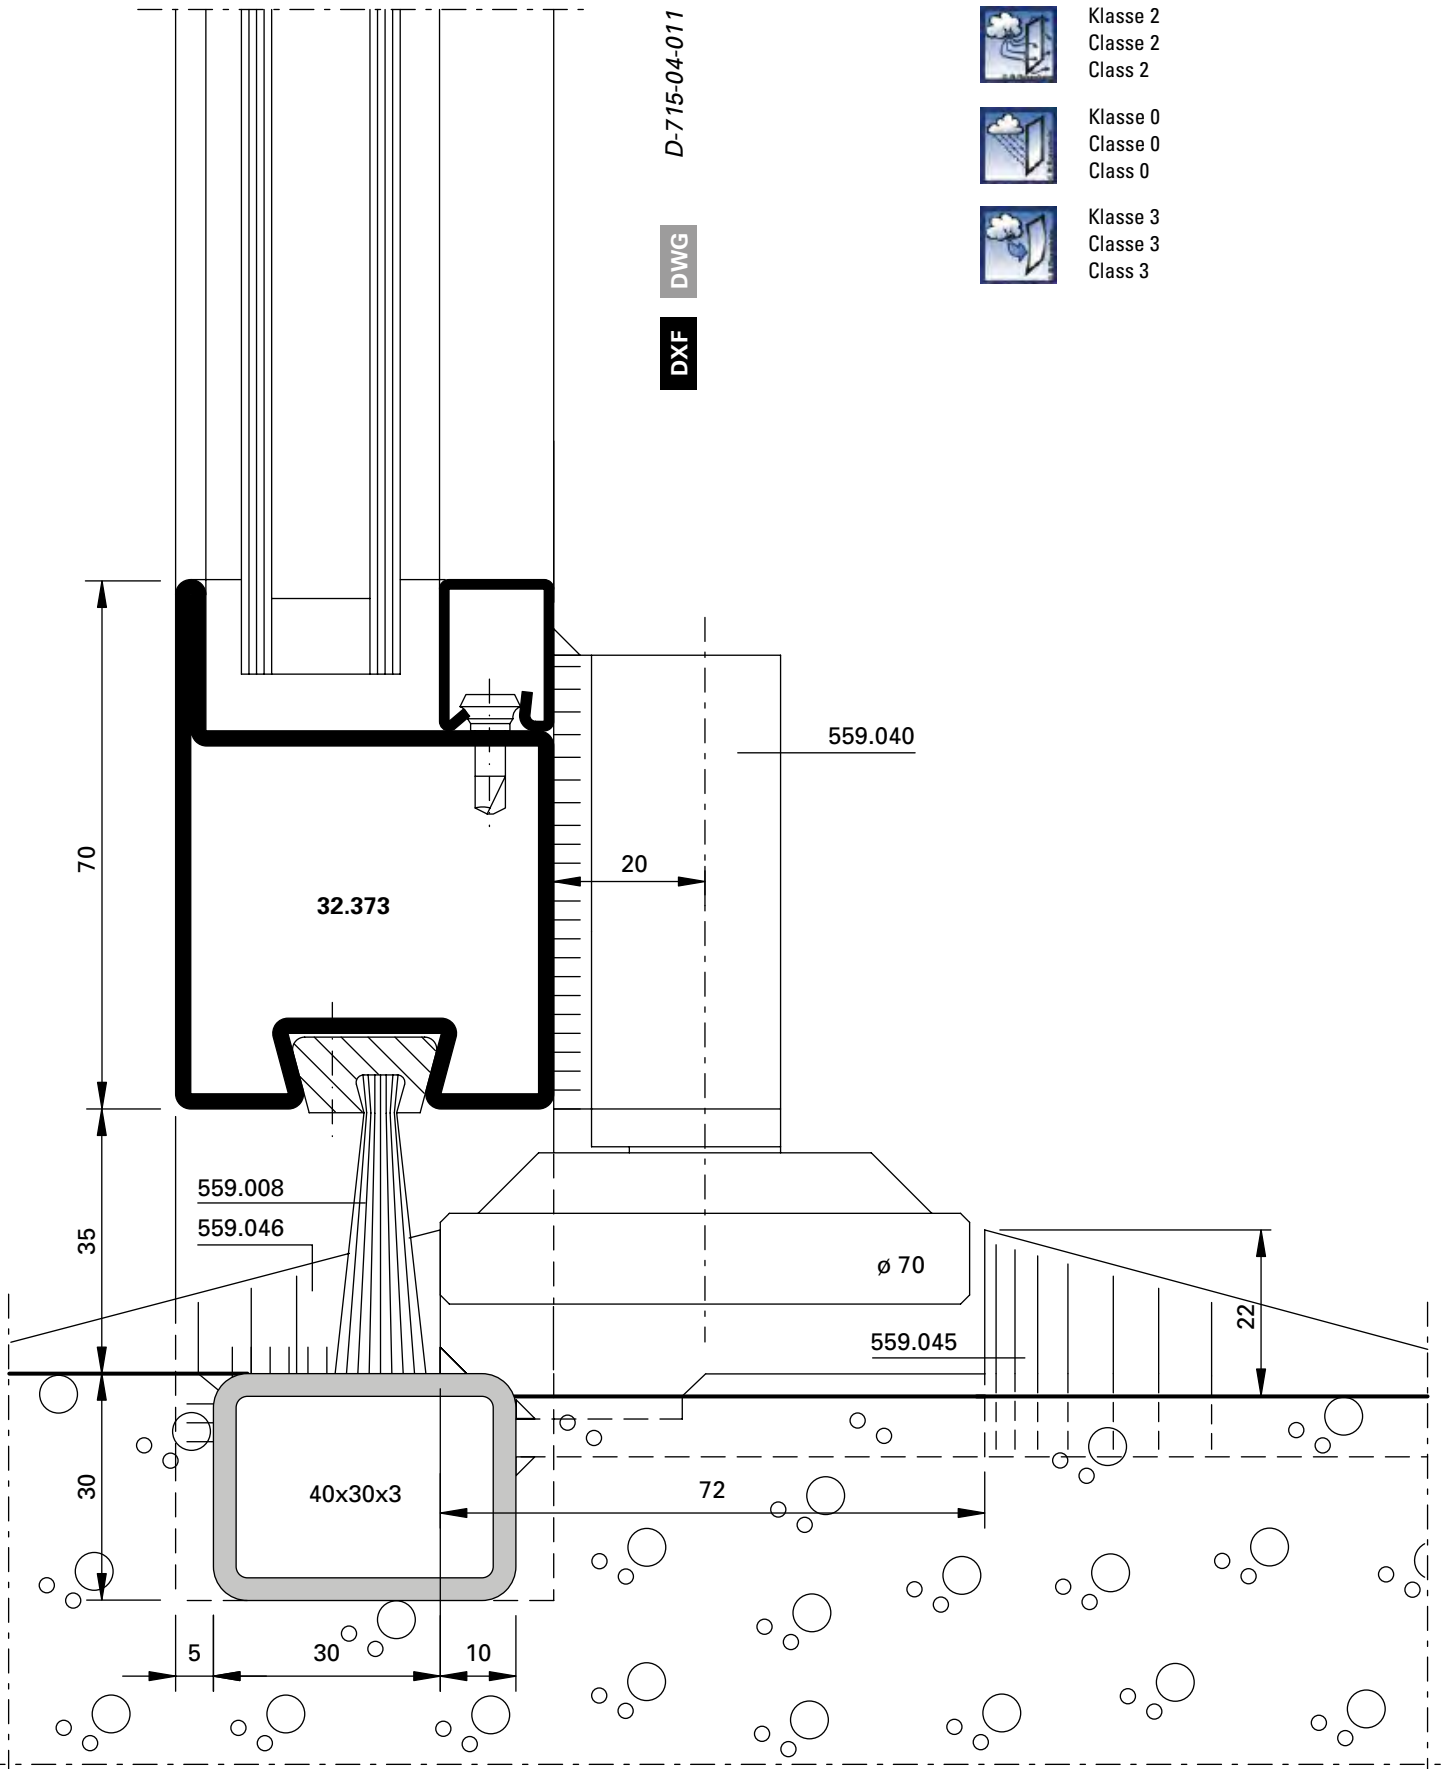 D-715-04-011
Klasse 2
Classe 2
Class 2
Klasse 0
Classe 0
Class 0
Klasse 3
Classe 3
Class 3
DWG
DXF
559.040
70
20
32.373
559.008
559.046
35
ø 70
22
559.045
30
40x30x3
72
5
30
10